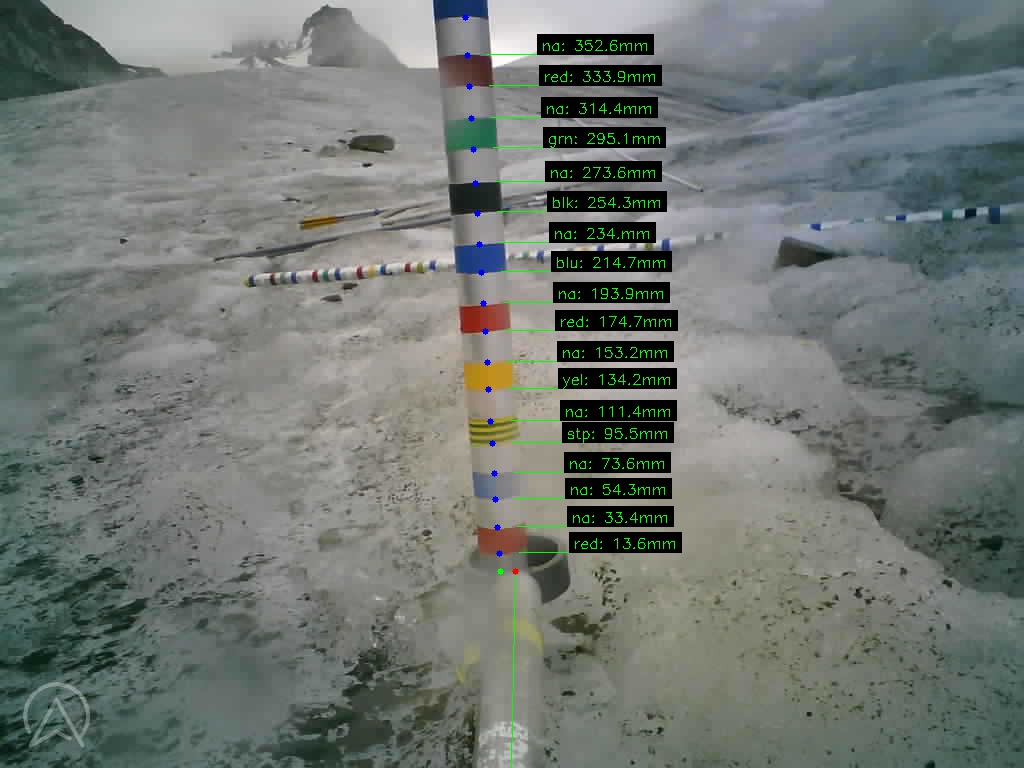 na: 352.6mm
red: 333.9mm
na: 314.4mm
grn: 295.1mm
na: 273.6mm
blk: 254.3mm
na: 234.mm
blu: 214.7mm
na: 193.9mm
red: 174.7mm
na: 153.2mm
yel: 134.2mm
na: 111.4mm
stp: 95.5mm
na: 73.6mm
na: 54.3mm
na: 33.4mm
red: 13.6mm